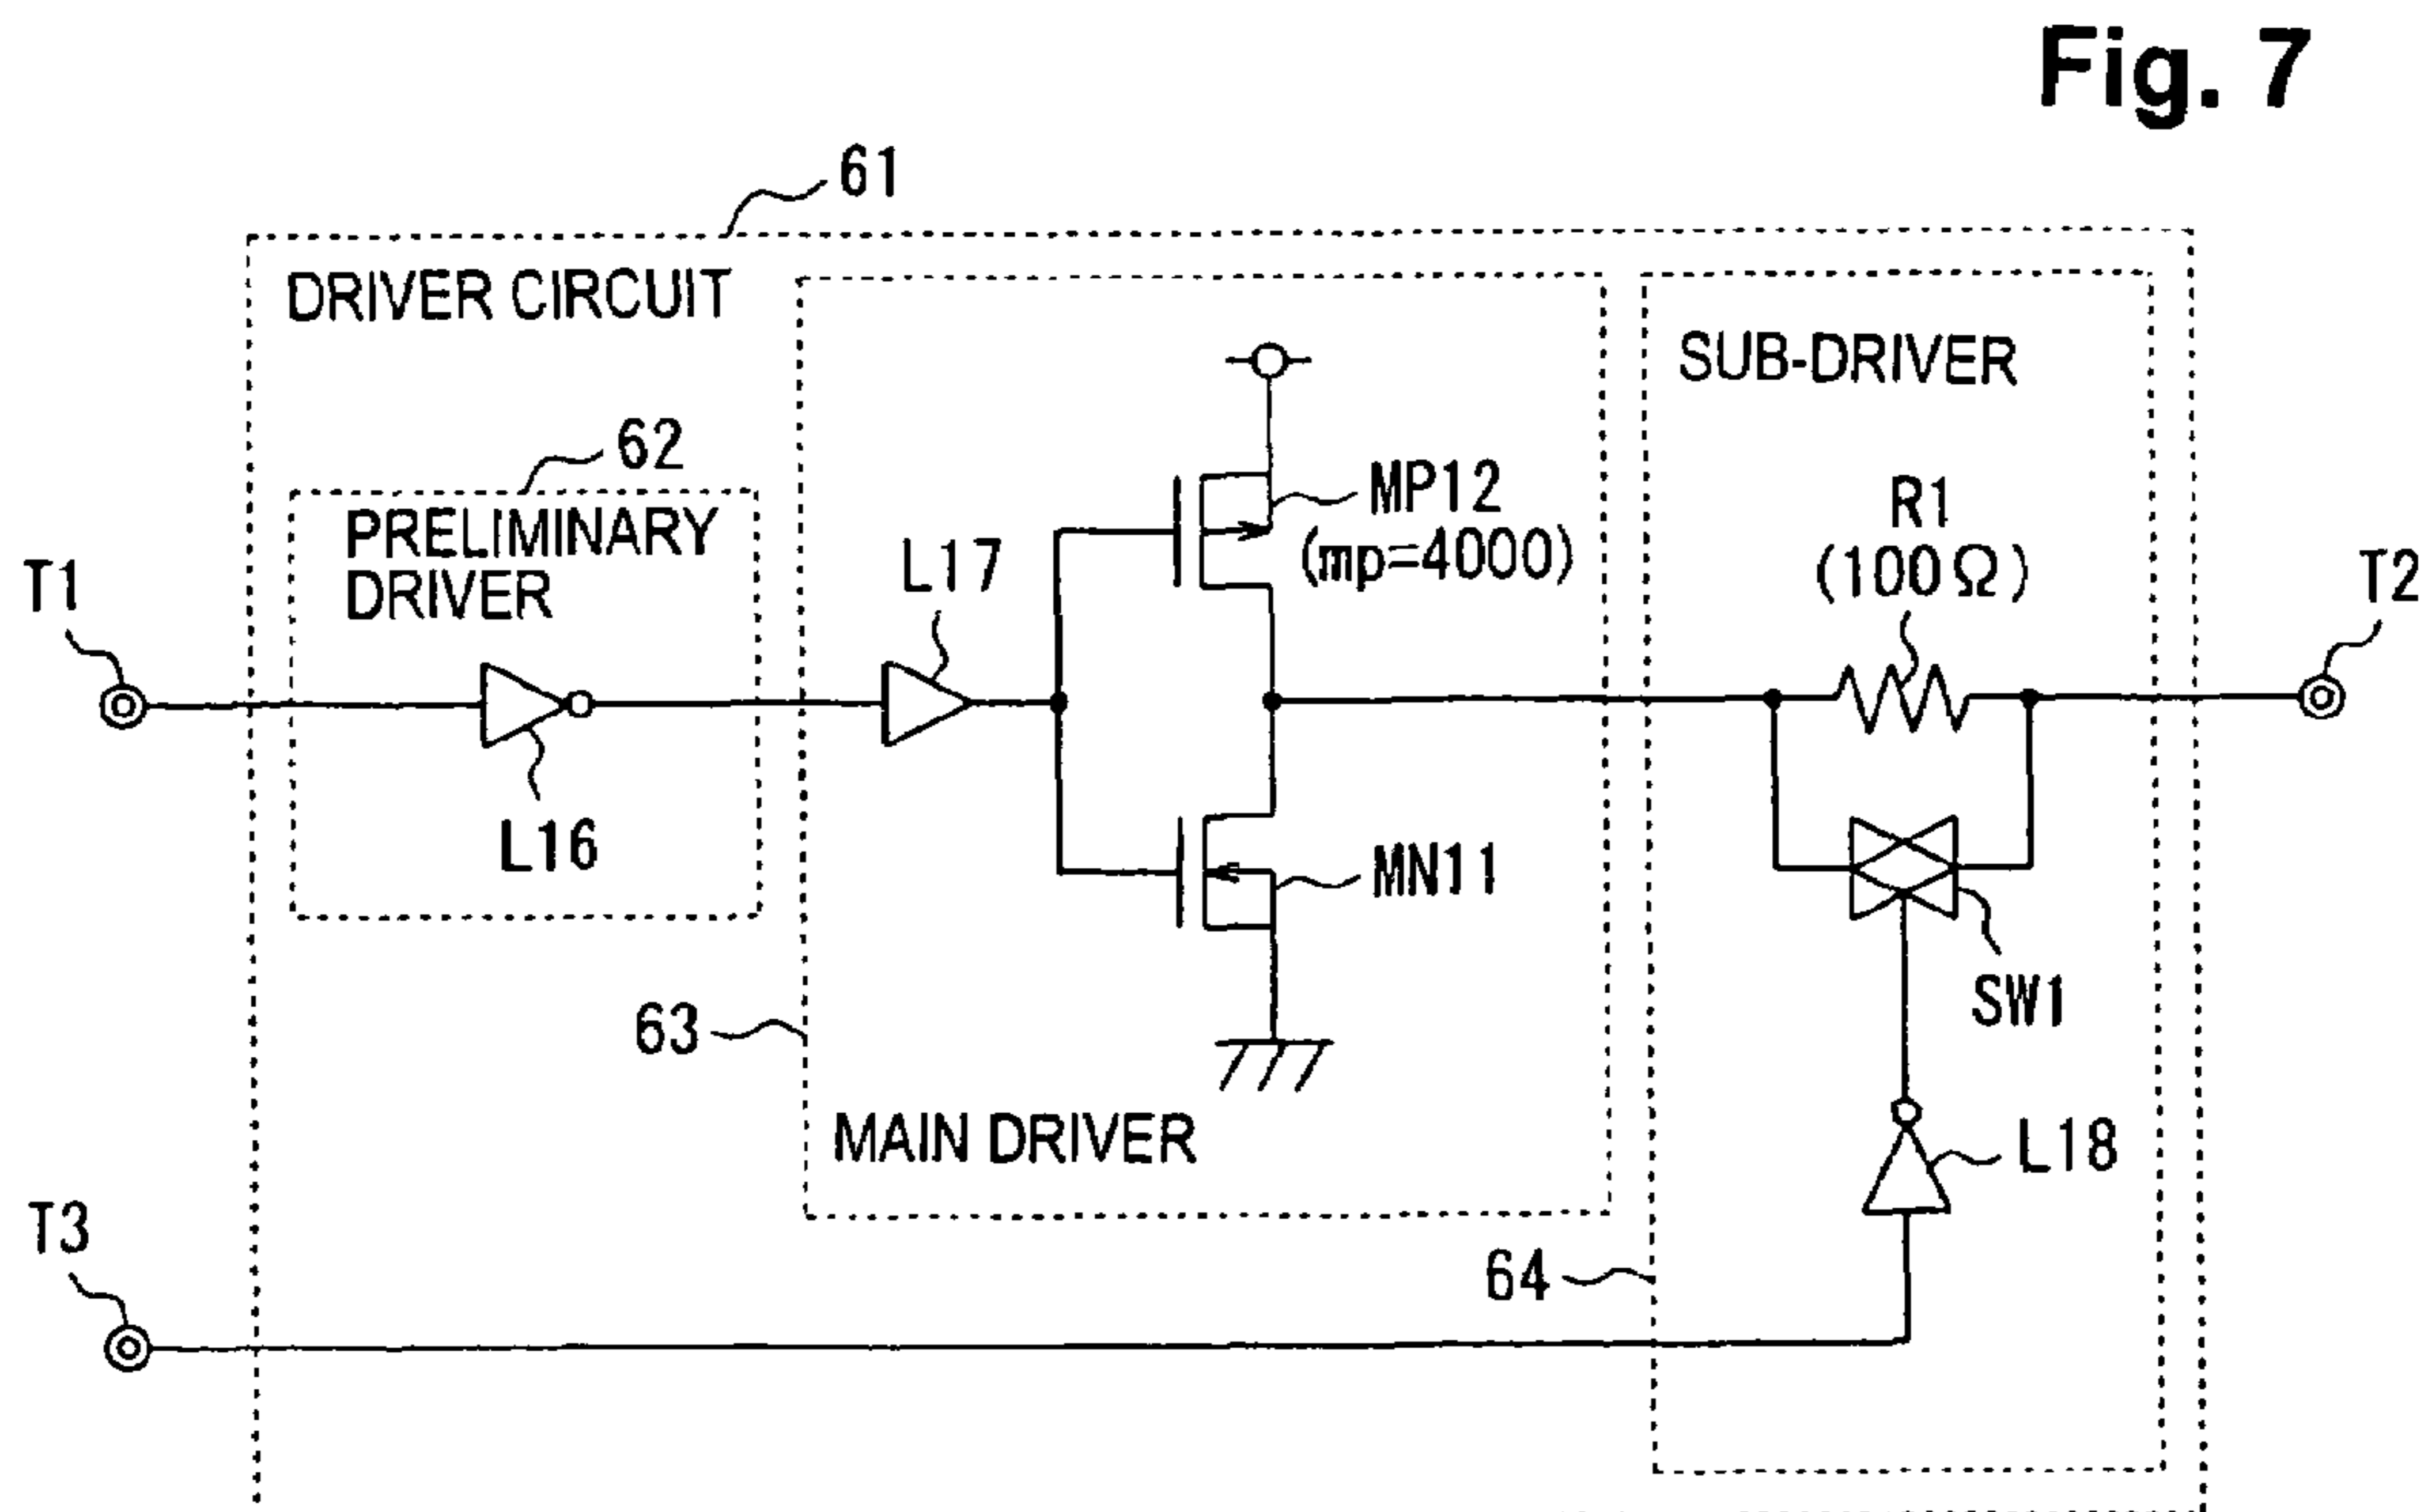 Fig. 7
61
DRIVER CIRCUIT
SUB-DRIVER
62
PRELIMINARY
DRIVER
MP12
(mp=4000)
R1
(100Ω)
L17
T1
T2
L16
MN11
SW1
63
MAIN DRIVER
L18
T3
64